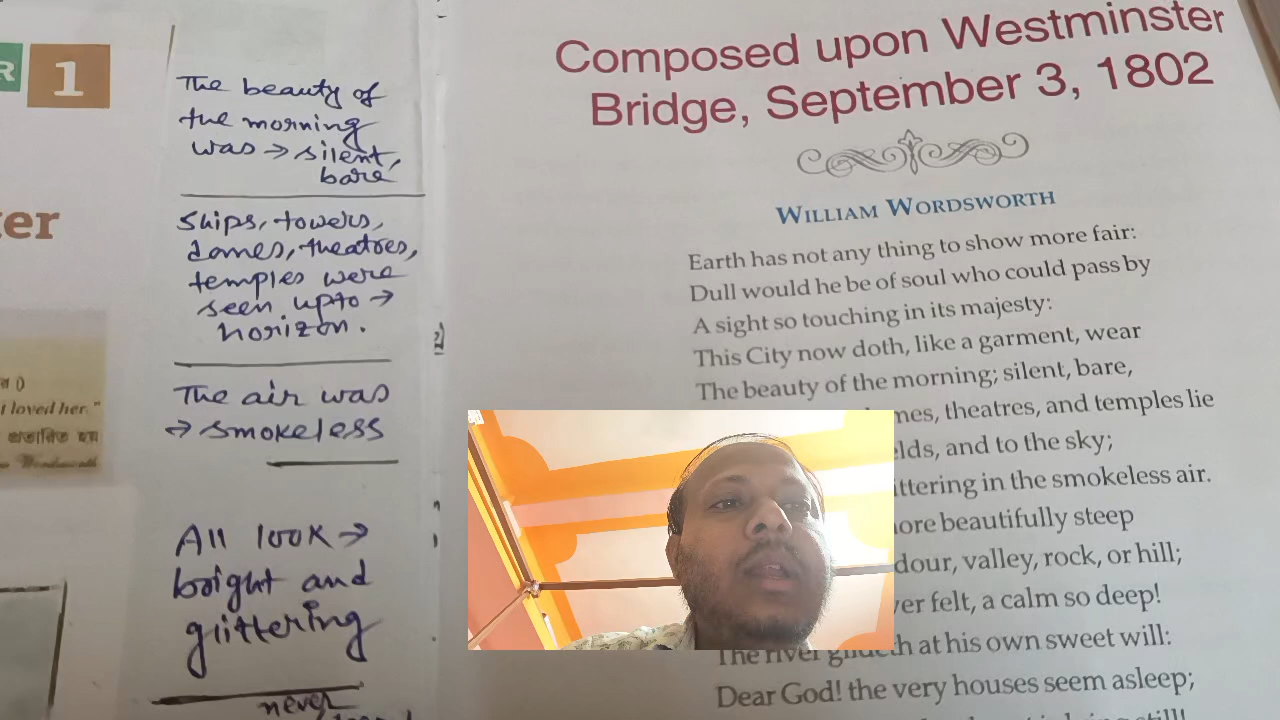 R 1
er
i loved her."
The beauty of
the morning
was → silent,
bare
Ships, towers,
domes, theatres,
temples were
seen upto →
horizon.
The air was
→ smokeless
All look →
bright and
glittering
never
Composed upon Westminster
Bridge, September 3, 1802
WILLIAM WORDSWORTH
Earth has not any thing to show more fair:
Dull would he be of soul who could pass by
A sight so touching in its majesty:
This City now doth, like a garment, wear
The beauty of the morning; silent, bare,
mes, theatres, and temples lie
elds, and to the sky;
ittering in the smokeless air.
ore beautifully steep
dour, valley, rock, or hill;
er felt, a calm so deep!
The river glideth at his own sweet will:
Dear God! the very houses seem asleep;